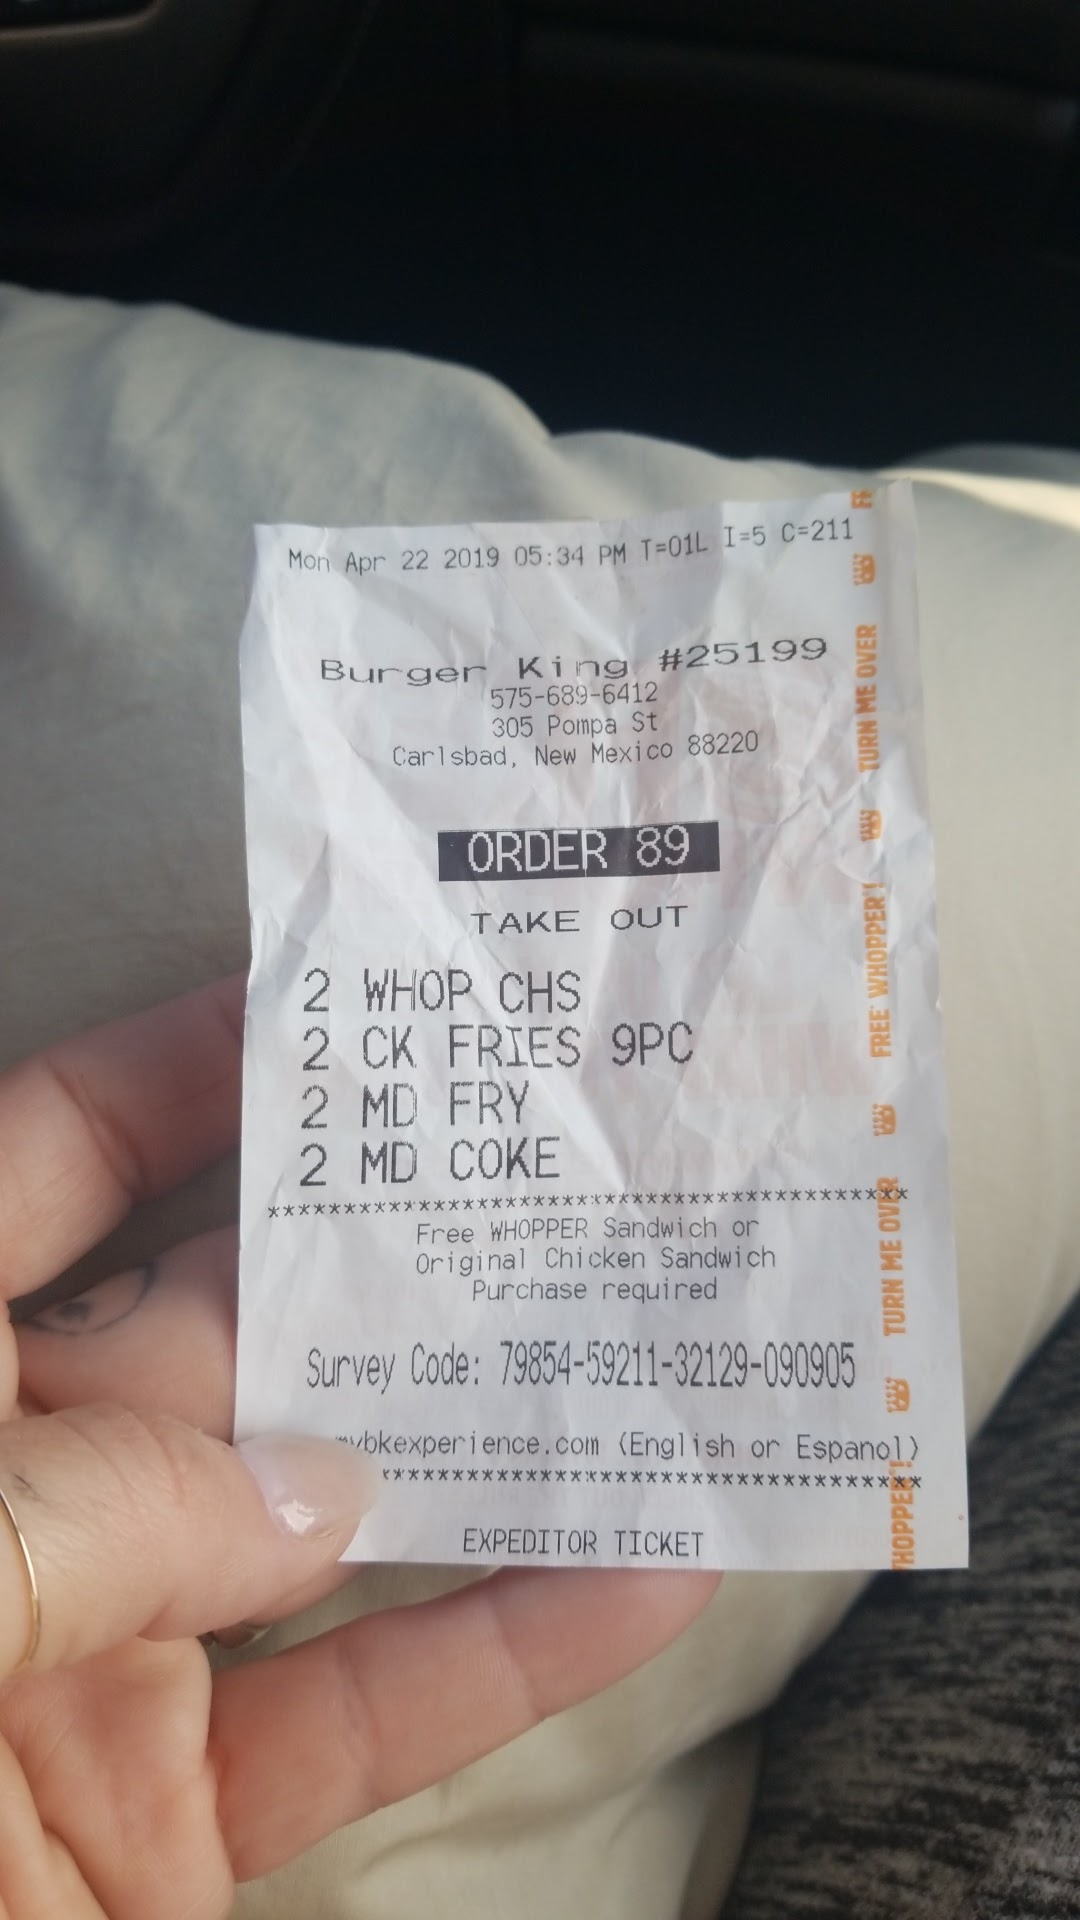 Mon Apr 22 2019 05:34 PM T=01L I=5 C=211
Burger King #25199
575-689-6412
305 Pompa St
Carlsbad, New Mexico 88220
ORDER 89
TAKE OUT
2 WHOP CHS
2 CK FRIES 9PC
2 MD FRY
2 MD COKE
****************************************
Free WHOPPER Sandwich or
Original Chicken Sandwich
Purchase required
Survey Code: 79854-59211-32129-090905
mybkexperience.com (English or Espanol)
************************************
EXPEDITOR TICKET
FR
TURN ME OVER
FREE WHOPPER!
TURN ME OVER
WHOPPER!